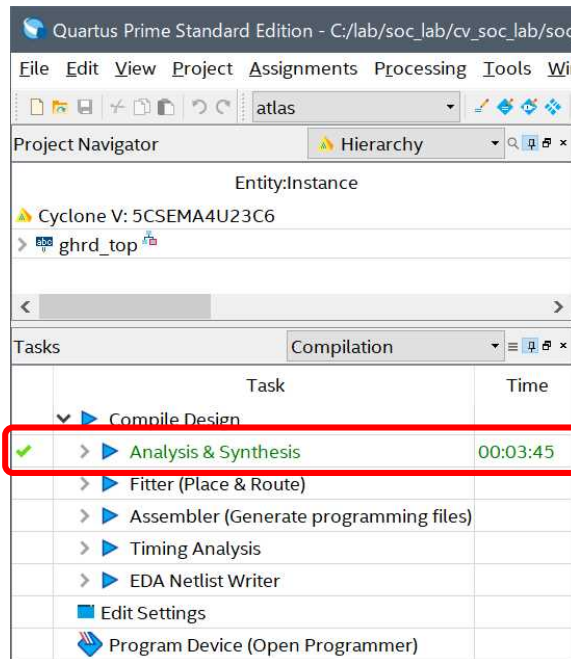 Quartus Prime Standard Edition - C:/lab/soc_lab/cv_soc_lab/soc
File Edit View Project Assignments Processing Tools Wi
atlas
Project Navigator Hierarchy
Entity:Instance
Cyclone V: 5CSEMA4U23C6
abc ghrd_top
Tasks Compilation
Task Time
Compile Design
Analysis & Synthesis 00:03:45
Fitter (Place & Route)
Assembler (Generate programming files)
Timing Analysis
EDA Netlist Writer
Edit Settings
Program Device (Open Programmer)